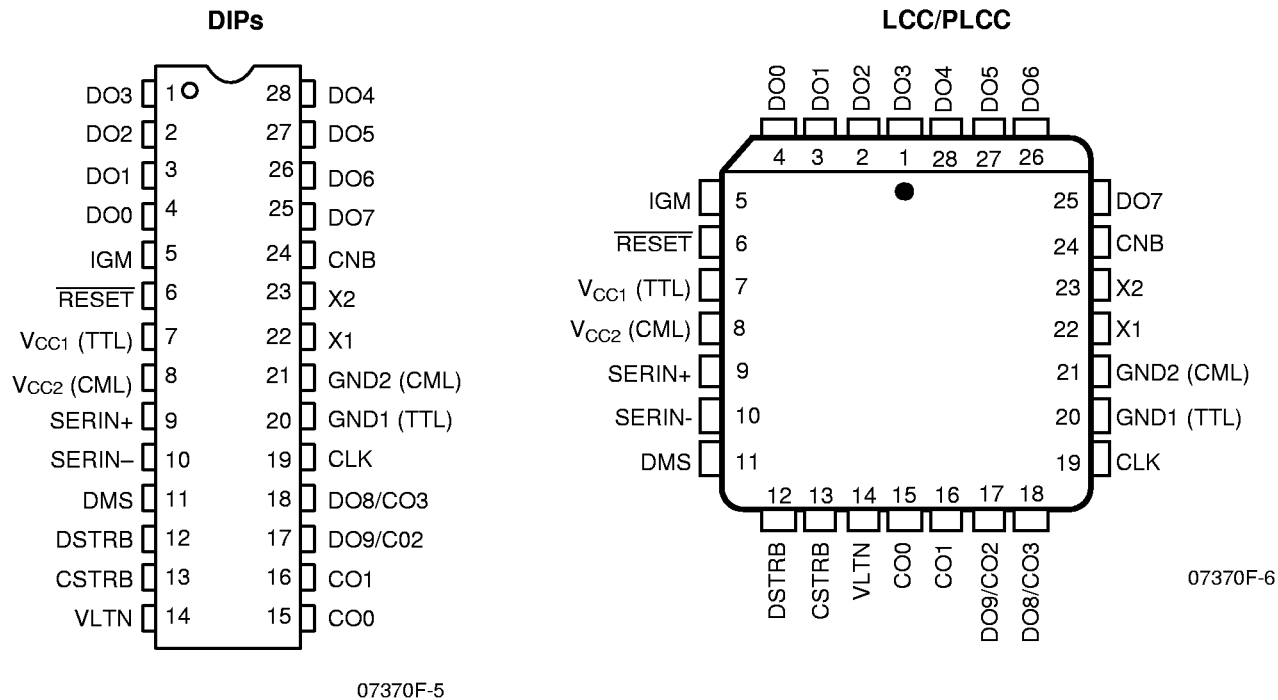 DIPs
DO3 1 28 DO4
DO2 2 27 DO5
DO1 3 26 DO6
DO0 4 25 DO7
IGM 5 24 CNB
RESET 6 23 X2
VCC1 (TTL) 7 22 X1
VCC2 (CML) 8 21 GND2 (CML)
SERIN+ 9 20 GND1 (TTL)
SERIN– 10 19 CLK
DMS 11 18 DO8/CO3
DSTRB 12 17 DO9/C02
CSTRB 13 16 CO1
VLTN 14 15 CO0
07370F-5
LCC/PLCC
DO0 DO1 DO2 DO3 DO4 DO5 DO6
4 3 2 1 28 27 26
IGM 5 25 DO7
RESET 6 24 CNB
VCC1 (TTL) 7 23 X2
VCC2 (CML) 8 22 X1
SERIN+ 9 21 GND2 (CML)
SERIN- 10 20 GND1 (TTL)
DMS 11 19 CLK
12 13 14 15 16 17 18
DSTRB CSTRB VLTN CO0 CO1 DO9/CO2 DO8/CO3
07370F-6